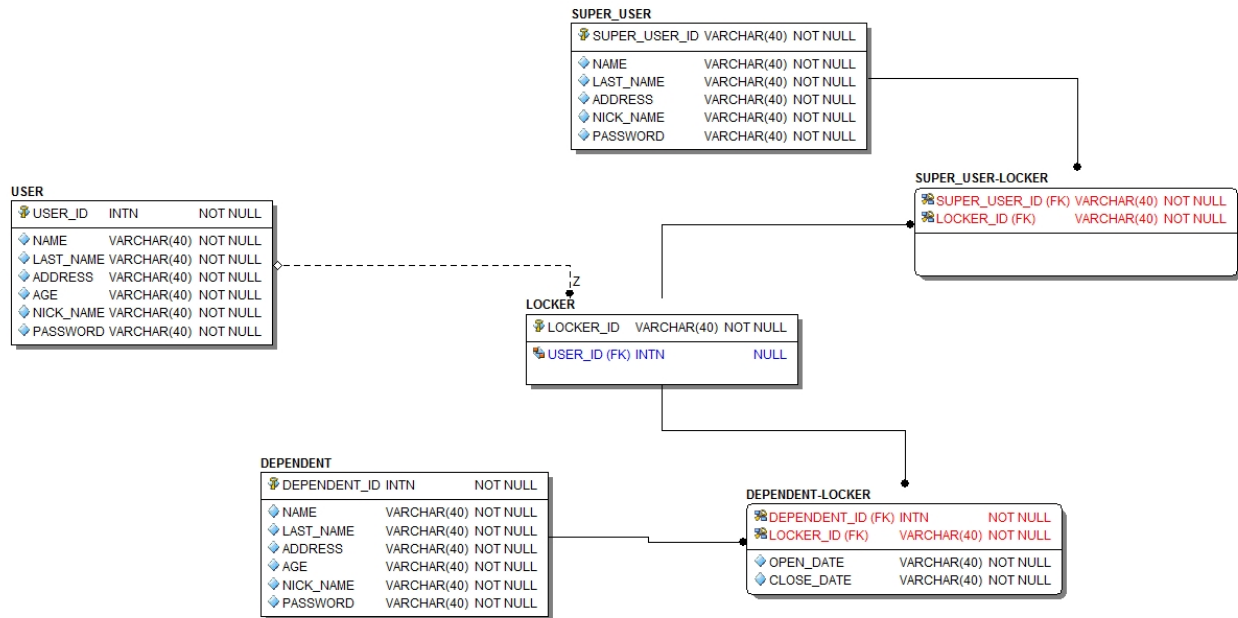 SUPER_USER
SUPER_USER_ID VARCHAR(40) NOT NULL
NAME VARCHAR(40) NOT NULL
LAST_NAME VARCHAR(40) NOT NULL
ADDRESS VARCHAR(40) NOT NULL
NICK_NAME VARCHAR(40) NOT NULL
PASSWORD VARCHAR(40) NOT NULL
SUPER_USER-LOCKER
SUPER_USER_ID (FK) VARCHAR(40) NOT NULL
LOCKER_ID (FK) VARCHAR(40) NOT NULL
USER
USER_ID INTN NOT NULL
NAME VARCHAR(40) NOT NULL
LAST_NAME VARCHAR(40) NOT NULL
ADDRESS VARCHAR(40) NOT NULL
AGE VARCHAR(40) NOT NULL
NICK_NAME VARCHAR(40) NOT NULL
PASSWORD VARCHAR(40) NOT NULL
Z
LOCKER
LOCKER_ID VARCHAR(40) NOT NULL
USER_ID (FK) INTN NULL
DEPENDENT
DEPENDENT_ID INTN NOT NULL
NAME VARCHAR(40) NOT NULL
LAST_NAME VARCHAR(40) NOT NULL
ADDRESS VARCHAR(40) NOT NULL
AGE VARCHAR(40) NOT NULL
NICK_NAME VARCHAR(40) NOT NULL
PASSWORD VARCHAR(40) NOT NULL
DEPENDENT-LOCKER
DEPENDENT_ID (FK) INTN NOT NULL
LOCKER_ID (FK) VARCHAR(40) NOT NULL
OPEN_DATE VARCHAR(40) NOT NULL
CLOSE_DATE VARCHAR(40) NOT NULL